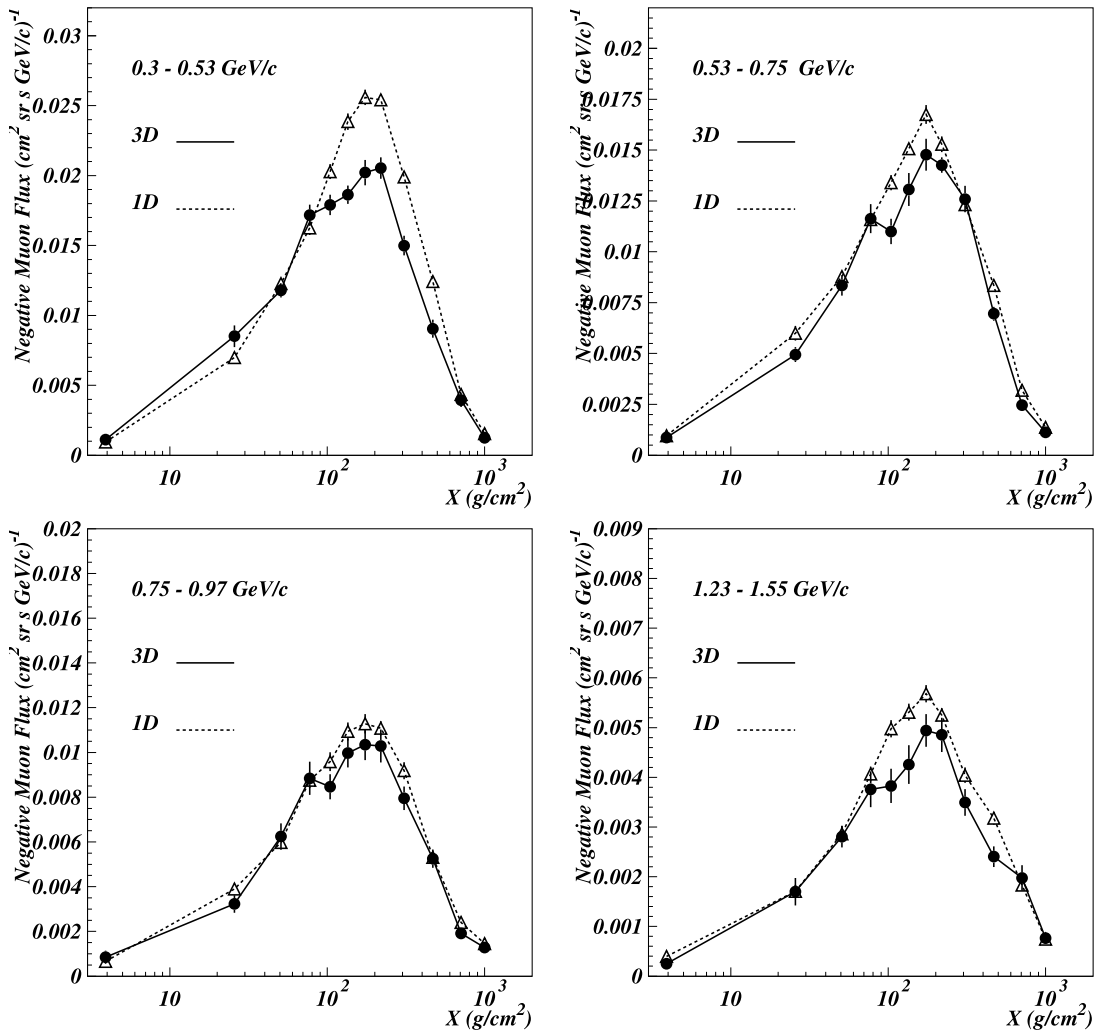 Negative Muon Flux (cm² sr s GeV/c)⁻¹
0.03
0.025
0.02
0.015
0.01
0.005
0
0.3 - 0.53 GeV/c
3D
1D
10
10²
10³
X (g/cm²)
Negative Muon Flux (cm² sr s GeV/c)⁻¹
0.02
0.0175
0.015
0.0125
0.01
0.0075
0.005
0.0025
0
0.53 - 0.75 GeV/c
3D
1D
10
10²
10³
X (g/cm²)
Negative Muon Flux (cm² sr s GeV/c)⁻¹
0.02
0.018
0.016
0.014
0.012
0.01
0.008
0.006
0.004
0.002
0
0.75 - 0.97 GeV/c
3D
1D
10
10²
10³
X (g/cm²)
Negative Muon Flux (cm² sr s GeV/c)⁻¹
0.009
0.008
0.007
0.006
0.005
0.004
0.003
0.002
0.001
0
1.23 - 1.55 GeV/c
3D
1D
10
10²
10³
X (g/cm²)